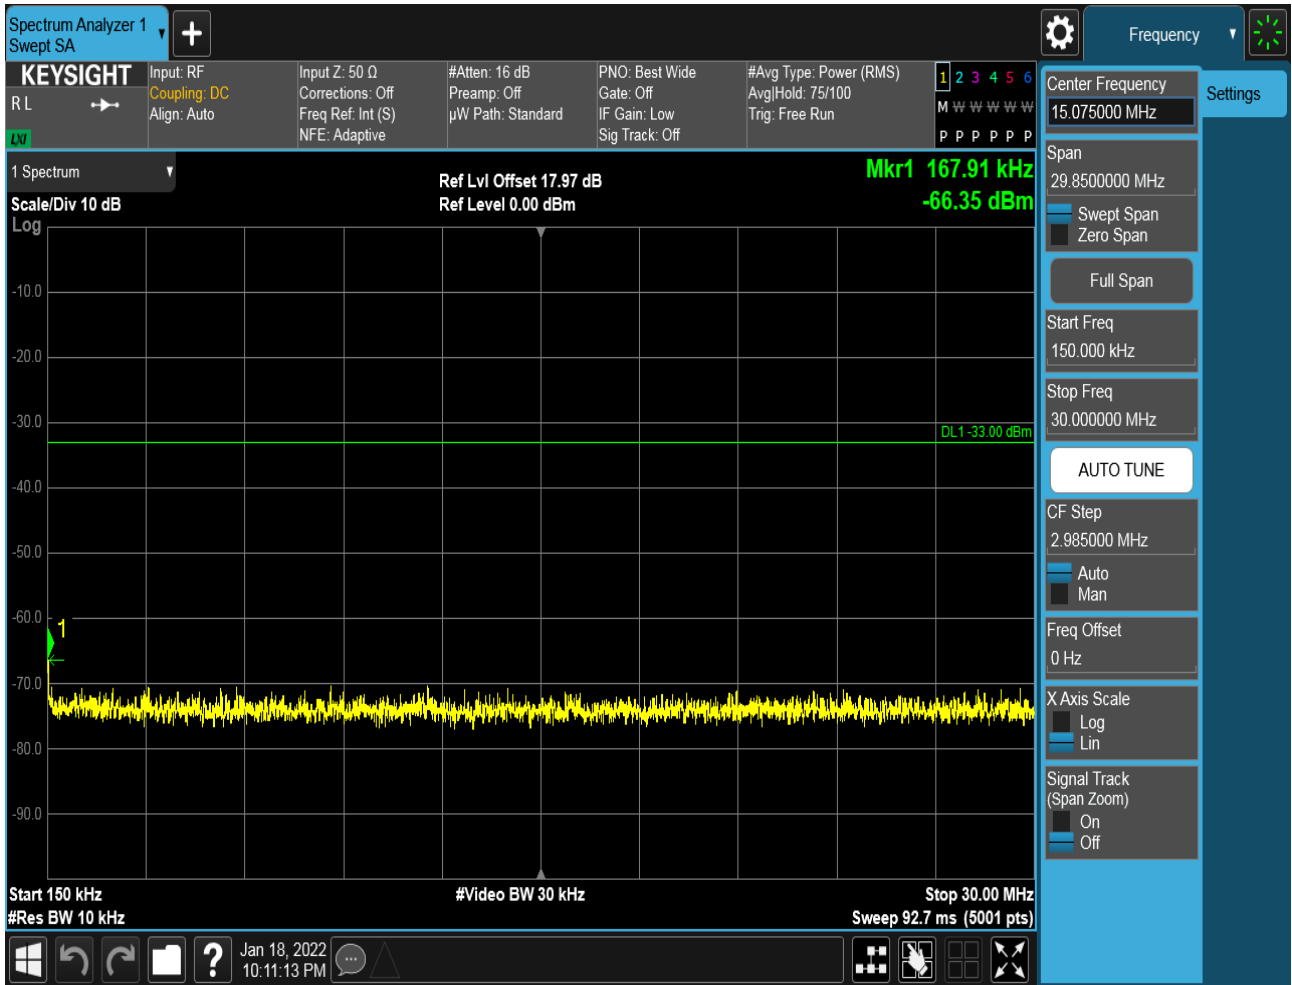 Spectrum Analyzer 1
Swept SA
Frequency
KEYSIGHT
R L
LXI
Input: RF
Coupling: DC
Align: Auto
Input Z: 50 Ω
Corrections: Off
Freq Ref: Int (S)
NFE: Adaptive
#Atten: 16 dB
Preamp: Off
µW Path: Standard
PNO: Best Wide
Gate: Off
IF Gain: Low
Sig Track: Off
#Avg Type: Power (RMS)
Avg|Hold: 75/100
Trig: Free Run
1 2 3 4 5 6
M W W W W W
P P P P P P
1 Spectrum
Scale/Div 10 dB
Log
Ref Lvl Offset 17.97 dB
Ref Level 0.00 dBm
Mkr1 167.91 kHz
-66.35 dBm
-10.0
-20.0
-30.0
DL1 -33.00 dBm
-40.0
-50.0
-60.0
1
-70.0
-80.0
-90.0
Start 150 kHz
#Video BW 30 kHz
Stop 30.00 MHz
#Res BW 10 kHz
Sweep 92.7 ms (5001 pts)
?
Jan 18, 2022
10:11:13 PM
Center Frequency
15.075000 MHz
Settings
Span
29.8500000 MHz
Swept Span
Zero Span
Full Span
Start Freq
150.000 kHz
Stop Freq
30.000000 MHz
AUTO TUNE
CF Step
2.985000 MHz
Auto
Man
Freq Offset
0 Hz
X Axis Scale
Log
Lin
Signal Track
(Span Zoom)
On
Off